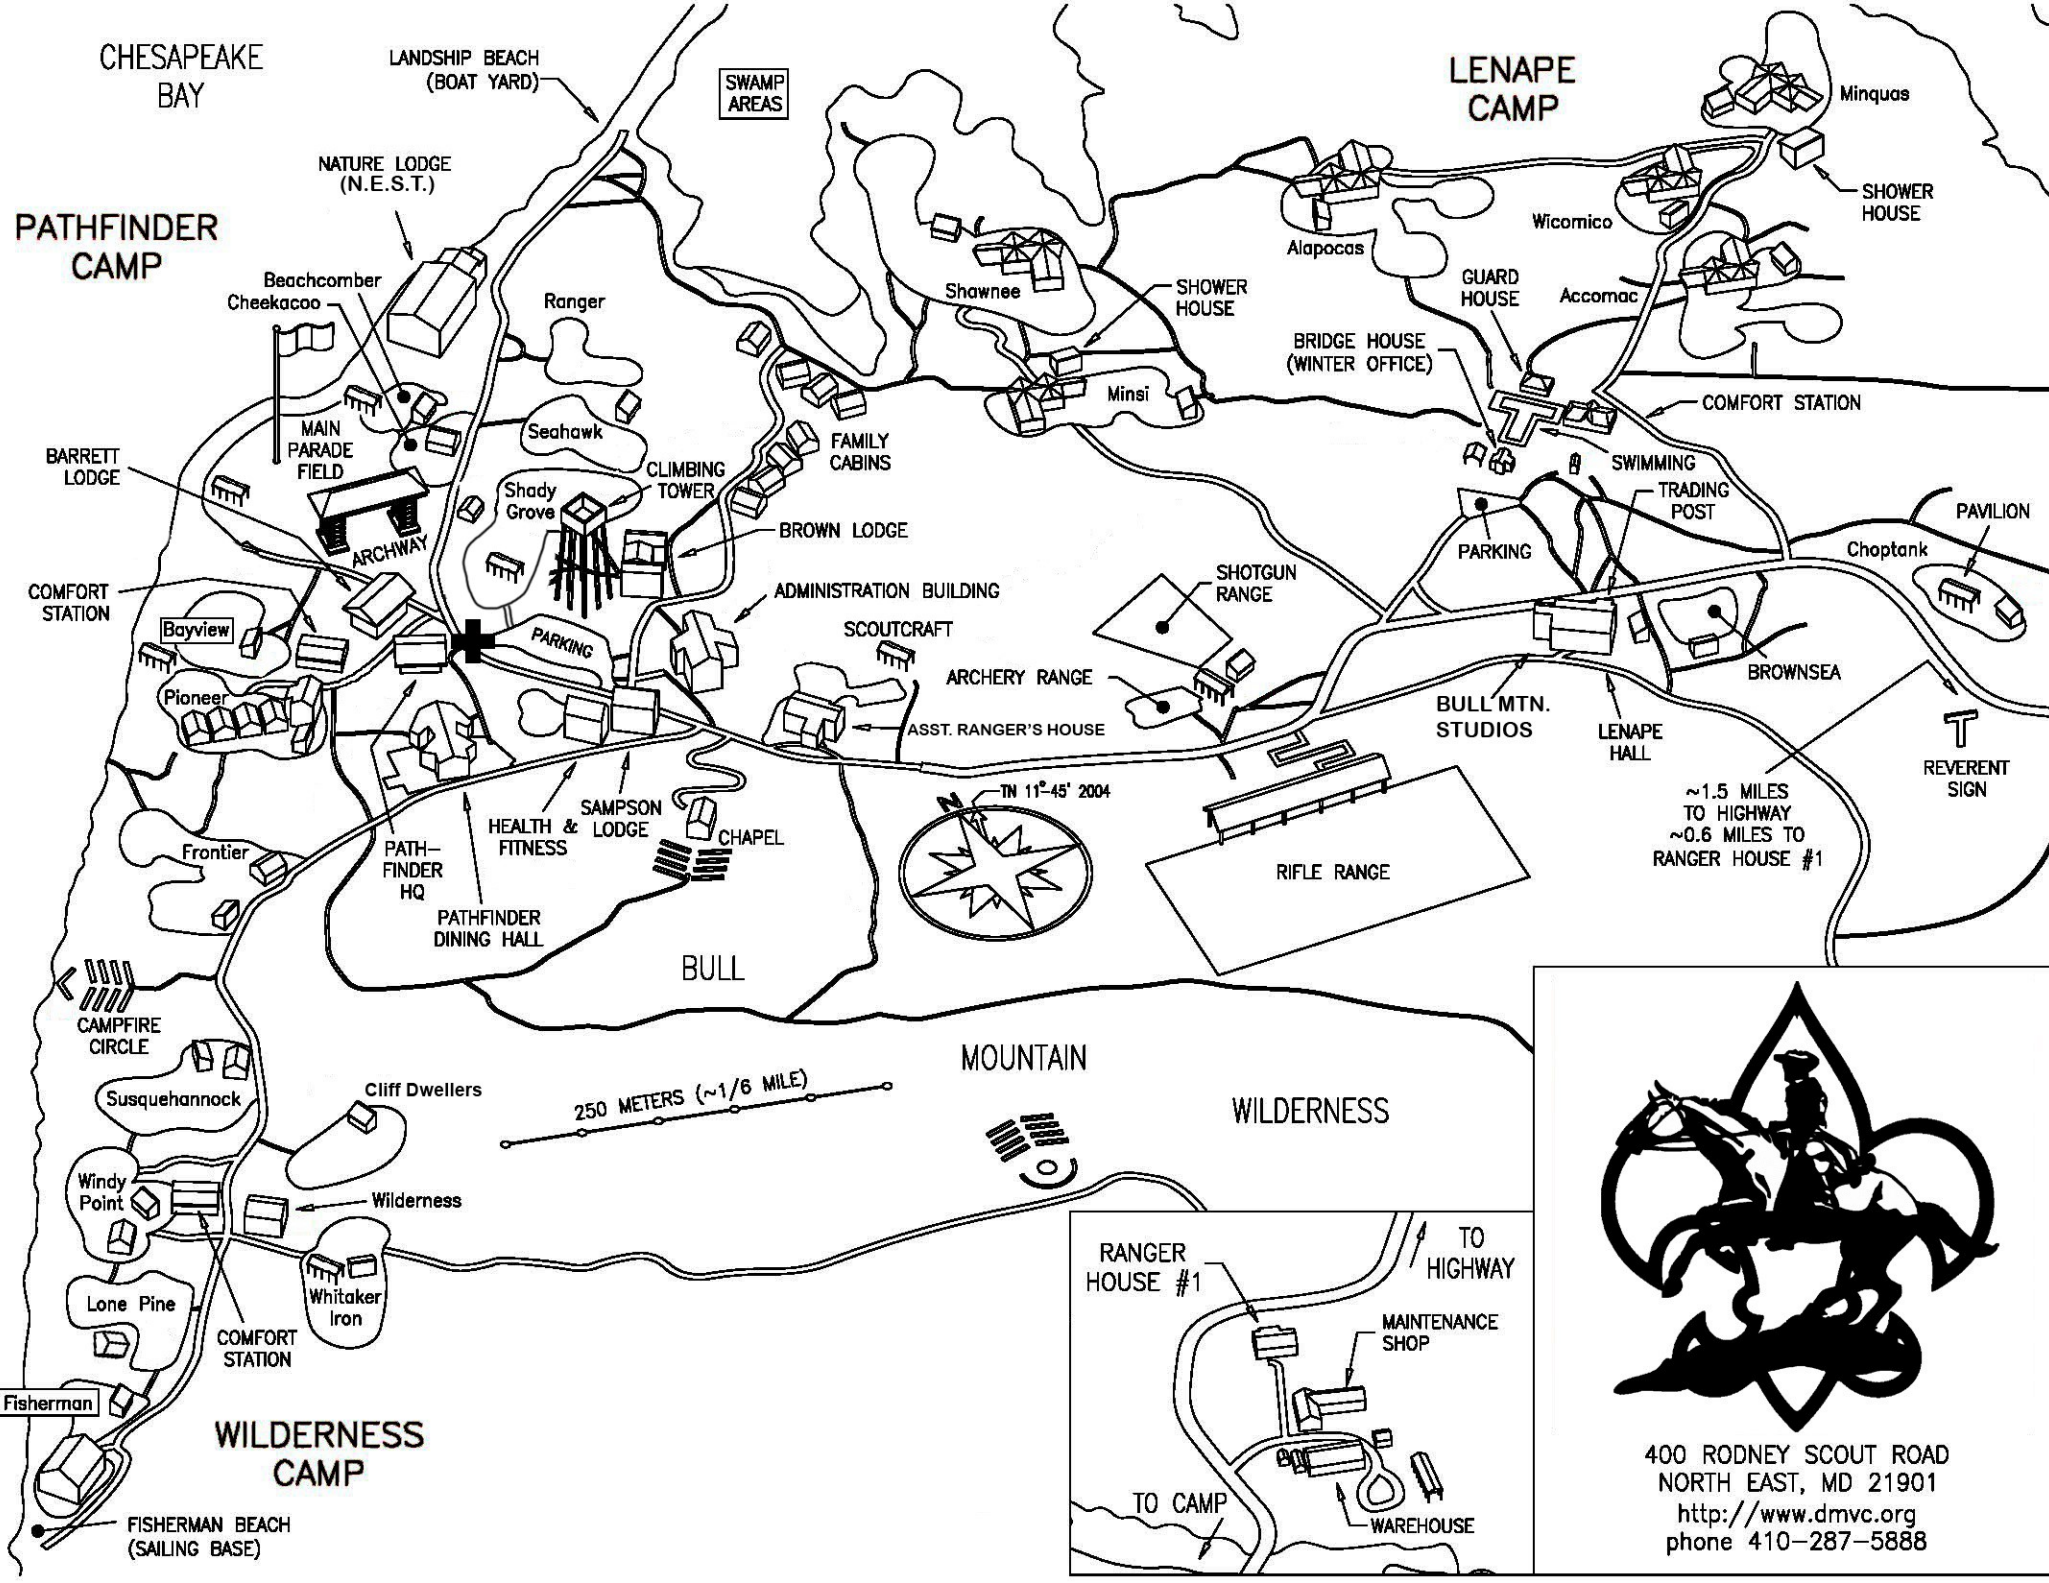 CHESAPEAKE
BAY
LANDSHIP BEACH
(BOAT YARD)
SWAMP
AREAS
LENAPE
CAMP
Minquas
NATURE LODGE
(N.E.S.T.)
SHOWER
HOUSE
PATHFINDER
CAMP
Wicomico
Alapocas
Beachcomber
Cheekacoo
Ranger
Shawnee
SHOWER
HOUSE
GUARD
HOUSE
Accomac
BRIDGE HOUSE
(WINTER OFFICE)
Minsi
COMFORT STATION
MAIN
PARADE
FIELD
Seahawk
FAMILY
CABINS
BARRETT
LODGE
CLIMBING
TOWER
SWIMMING
Shady
Grove
TRADING
POST
PAVILION
BROWN LODGE
ARCHWAY
PARKING
Choptank
COMFORT
STATION
SHOTGUN
RANGE
ADMINISTRATION BUILDING
Bayview
PARKING
SCOUTCRAFT
ARCHERY RANGE
BROWNSEA
Pioneer
BULL MTN.
STUDIOS
ASST. RANGER'S HOUSE
LENAPE
HALL
REVERENT
SIGN
TN 11°-45' 2004
N
~1.5 MILES
TO HIGHWAY
~0.6 MILES TO
RANGER HOUSE #1
SAMPSON
LODGE
HEALTH &
FITNESS
CHAPEL
Frontier
PATH-
FINDER
HQ
RIFLE RANGE
PATHFINDER
DINING HALL
BULL
CAMPFIRE
CIRCLE
MOUNTAIN
Susquehannock
Cliff Dwellers
250 METERS (~1/6 MILE)
WILDERNESS
Windy
Point
Wilderness
Lone Pine
Whitaker
Iron
COMFORT
STATION
Fisherman
WILDERNESS
CAMP
FISHERMAN BEACH
(SAILING BASE)
RANGER
HOUSE #1
TO
HIGHWAY
MAINTENANCE
SHOP
TO CAMP
WAREHOUSE
400 RODNEY SCOUT ROAD
NORTH EAST, MD 21901
http://www.dmvc.org
phone 410-287-5888